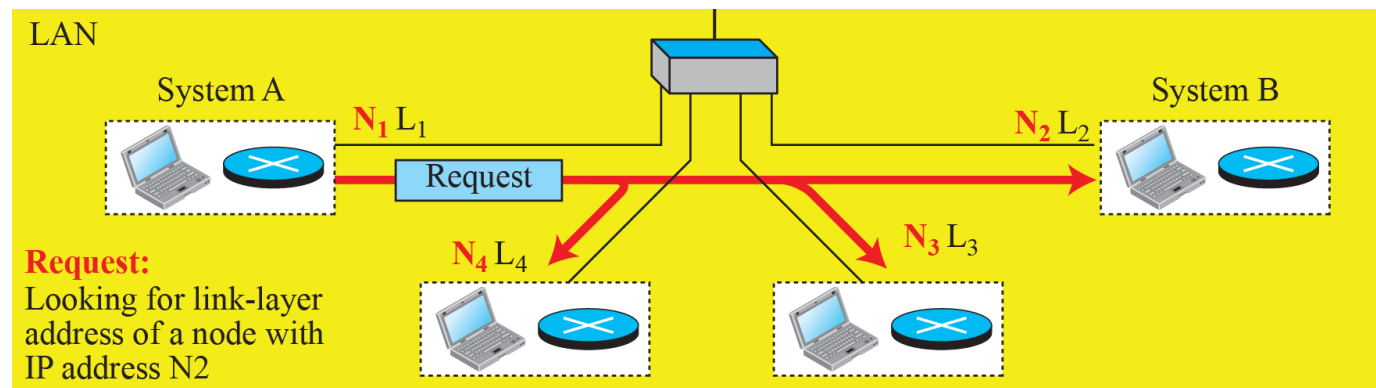 LAN
System A
System B
N₁ L₁
N₂ L₂
Request
N₄ L₄
N₃ L₃
Request:
Looking for link-layer
address of a node with
IP address N2